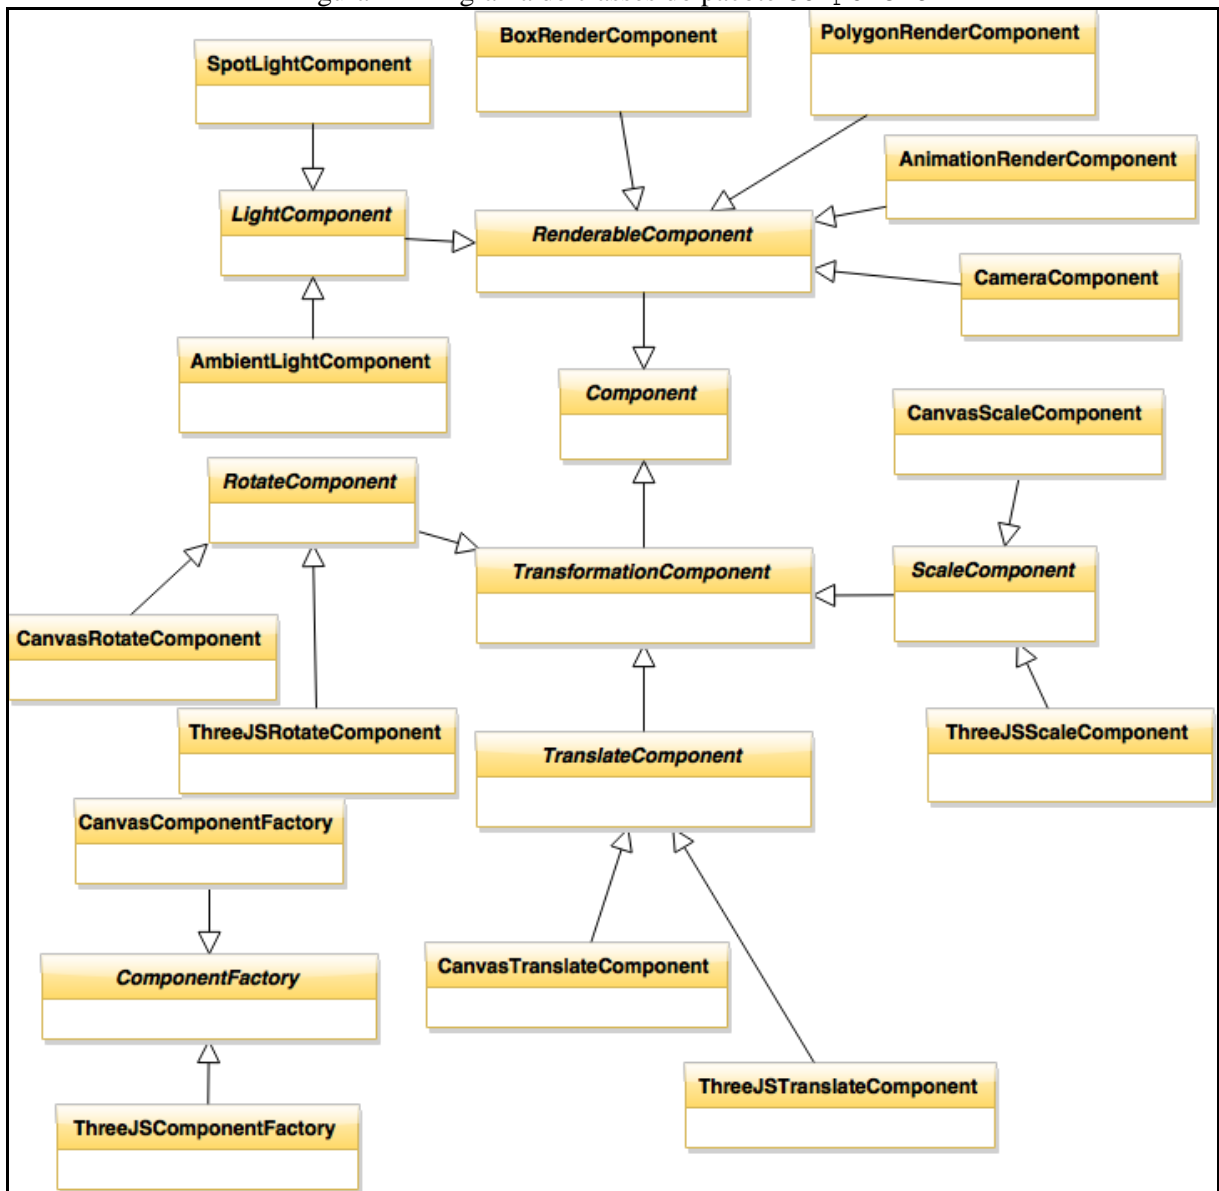 BoxRenderComponent
PolygonRenderComponent
SpotLightComponent
AnimationRenderComponent
LightComponent
RenderableComponent
CameraComponent
AmbientLightComponent
Component
CanvasScaleComponent
RotateComponent
TransformationComponent
ScaleComponent
CanvasRotateComponent
ThreeJSRotateComponent
ThreeJSScaleComponent
TranslateComponent
CanvasComponentFactory
CanvasTranslateComponent
ComponentFactory
ThreeJSTranslateComponent
ThreeJSComponentFactory